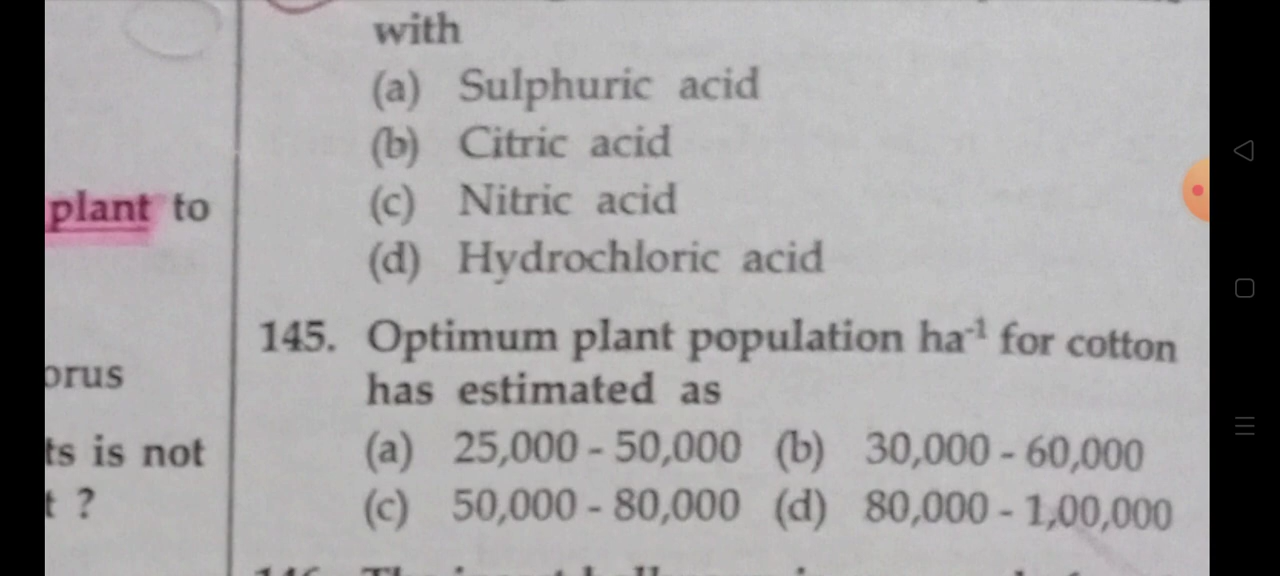 plant to
orus
ts is not
t ?
with
(a) Sulphuric acid
(b) Citric acid
(c) Nitric acid
(d) Hydrochloric acid
145. Optimum plant population ha⁻¹ for cotton
has estimated as
(a) 25,000 - 50,000 (b) 30,000 - 60,000
(c) 50,000 - 80,000 (d) 80,000 - 1,00,000